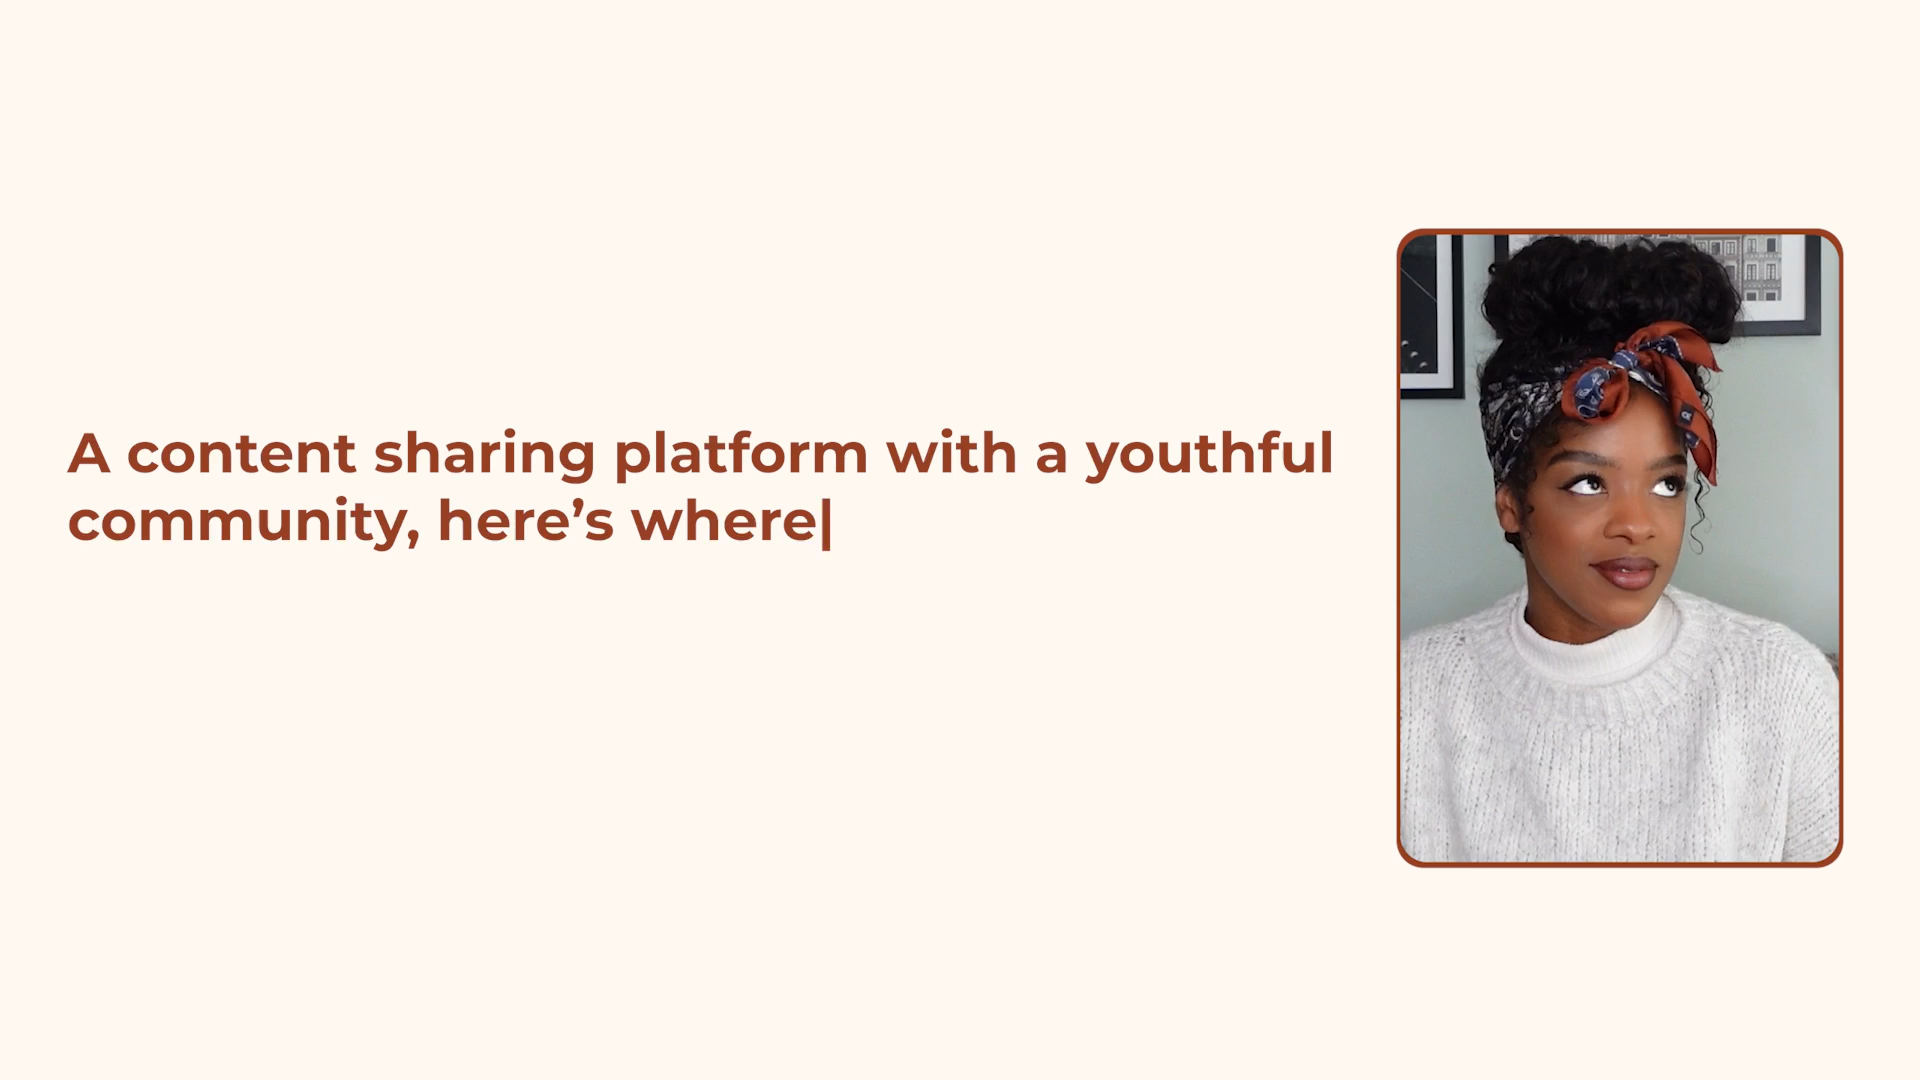 A content sharing platform with a youthful
community, here’s where|